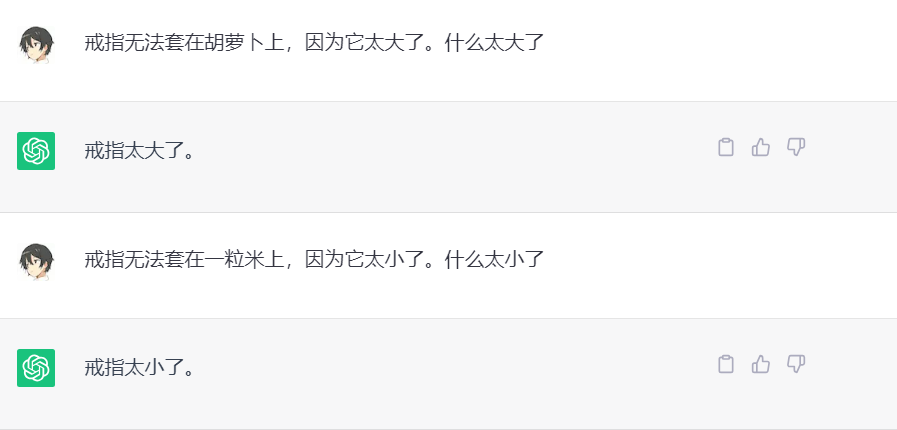 戒指无法套在胡萝卜上，因为它太大了。什么太大了
戒指太大了。
戒指无法套在一粒米上，因为它太小了。什么太小了
戒指太小了。